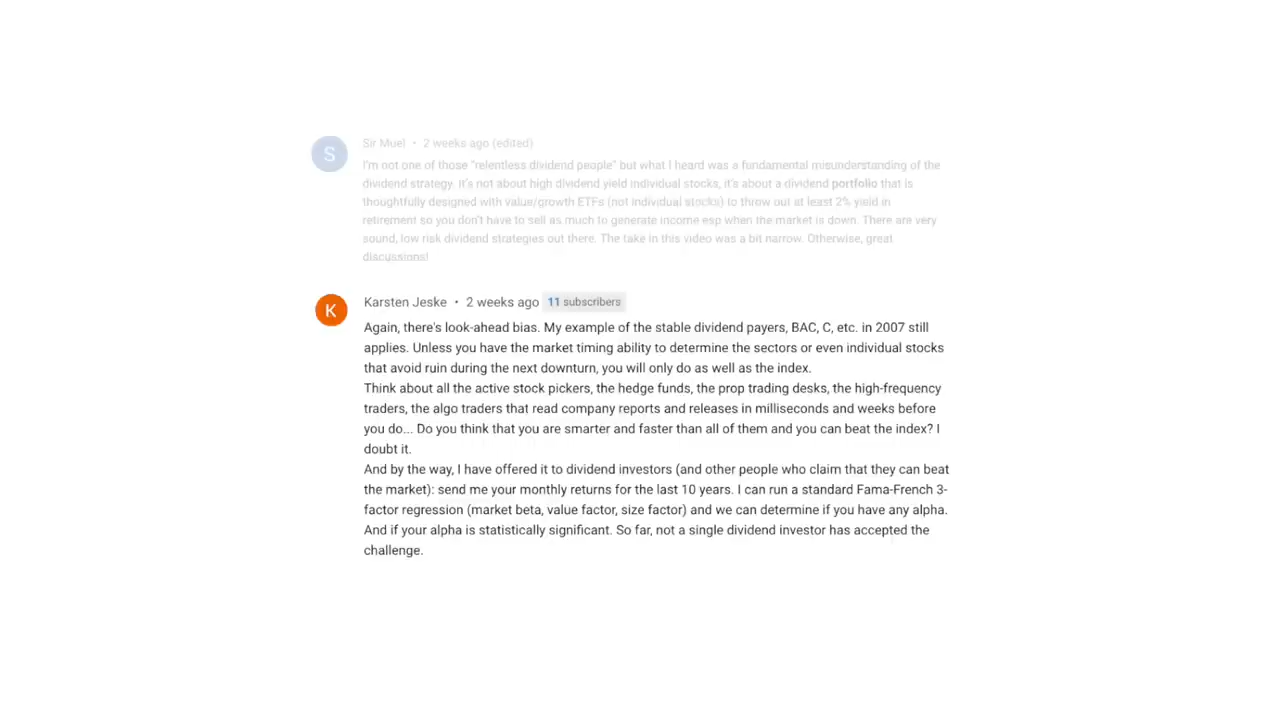 S
Sir Muel • 2 weeks ago (edited)
I'm not one of those "relentless dividend people" but what I heard was a fundamental misunderstanding of the
dividend strategy. It's not about high dividend yield individual stocks, it's about a dividend portfolio that is
thoughtfully designed with value/growth ETFs (not individual stocks) to throw out at least 2% yield in
retirement so you don't have to sell as much to generate income esp when the market is down. There are very
sound, low risk dividend strategies out there. The take in this video was a bit narrow. Otherwise, great
discussions!
K
Karsten Jeske • 2 weeks ago 11 subscribers
Again, there's look-ahead bias. My example of the stable dividend payers, BAC, C, etc. in 2007 still
applies. Unless you have the market timing ability to determine the sectors or even individual stocks
that avoid ruin during the next downturn, you will only do as well as the index.
Think about all the active stock pickers, the hedge funds, the prop trading desks, the high-frequency
traders, the algo traders that read company reports and releases in milliseconds and weeks before
you do... Do you think that you are smarter and faster than all of them and you can beat the index? I
doubt it.
And by the way, I have offered it to dividend investors (and other people who claim that they can beat
the market): send me your monthly returns for the last 10 years. I can run a standard Fama-French 3-
factor regression (market beta, value factor, size factor) and we can determine if you have any alpha.
And if your alpha is statistically significant. So far, not a single dividend investor has accepted the
challenge.